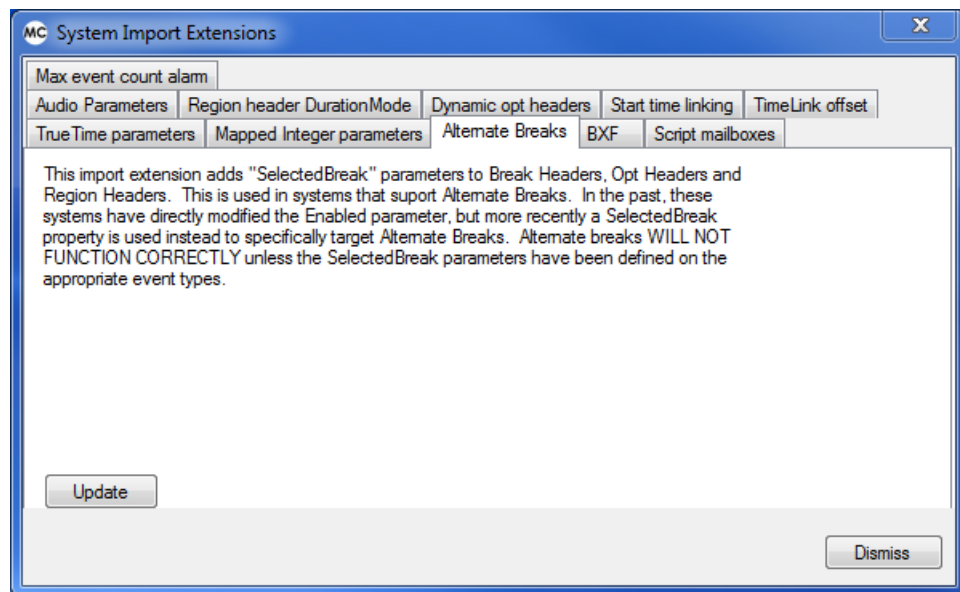 MC System Import Extensions X
Max event count alarm
Audio Parameters Region header DurationMode Dynamic opt headers Start time linking TimeLink offset
TrueTime parameters Mapped Integer parameters Alternate Breaks BXF Script mailboxes
This import extension adds "SelectedBreak" parameters to Break Headers, Opt Headers and
Region Headers. This is used in systems that suport Alternate Breaks. In the past, these
systems have directly modified the Enabled parameter, but more recently a SelectedBreak
property is used instead to specifically target Alternate Breaks. Alternate breaks WILL NOT
FUNCTION CORRECTLY unless the SelectedBreak parameters have been defined on the
appropriate event types.
Update
Dismiss